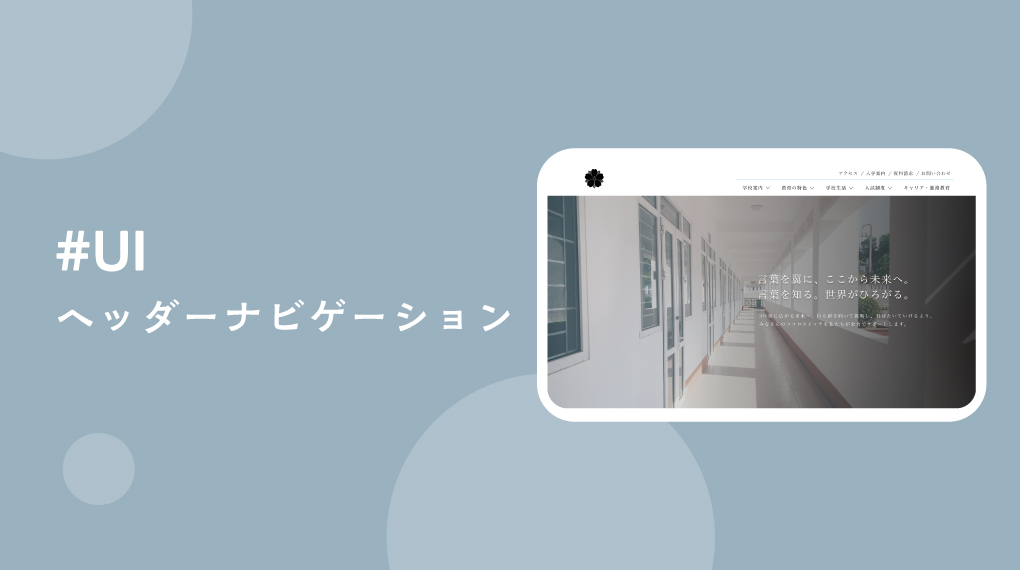 #UI
ヘッダーナビゲーション
アクセス / 入学案内 / 資料請求 / お問い合わせ
学校案内 教育の特色 学校生活 入試制度 キャリア・進路教育
言葉を翼に、ここから未来へ。
言葉を知る。世界がひろがる。